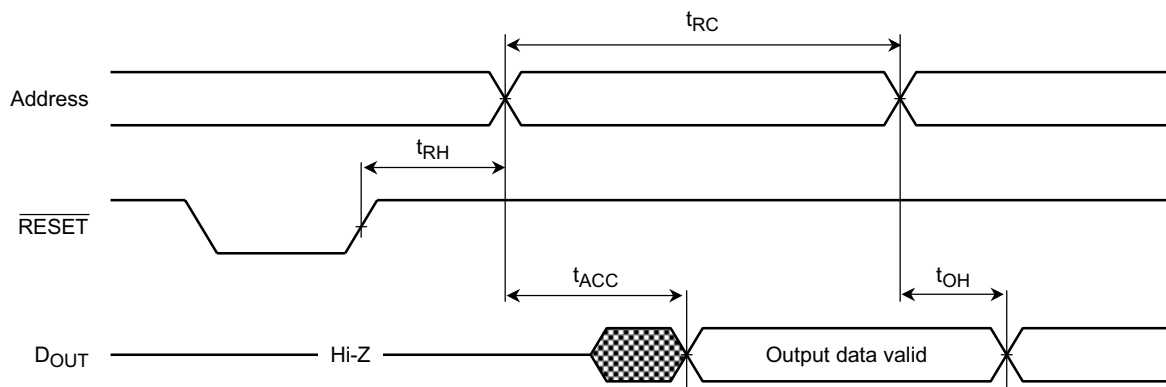 tRC
Address
tRH
RESET
tACC
tOH
DOUT
Hi-Z
Output data valid